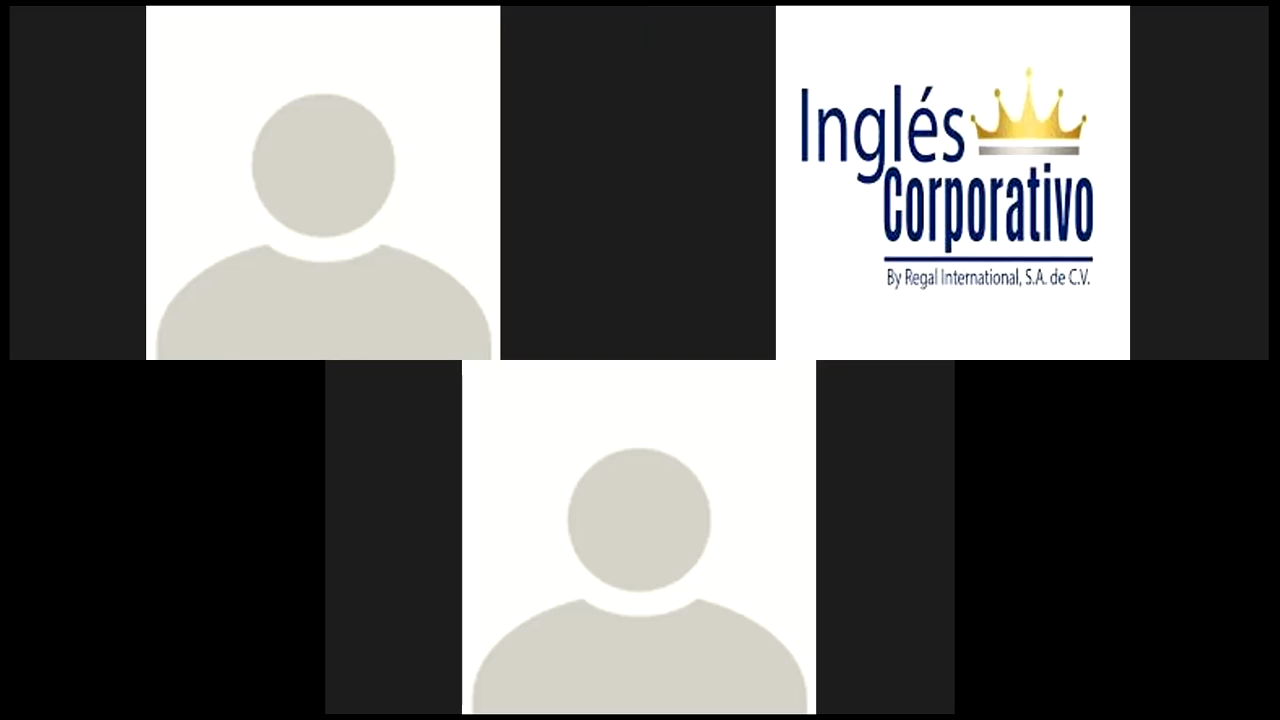 Inglés
Corporativo
By Regal International, S.A. de C.V.